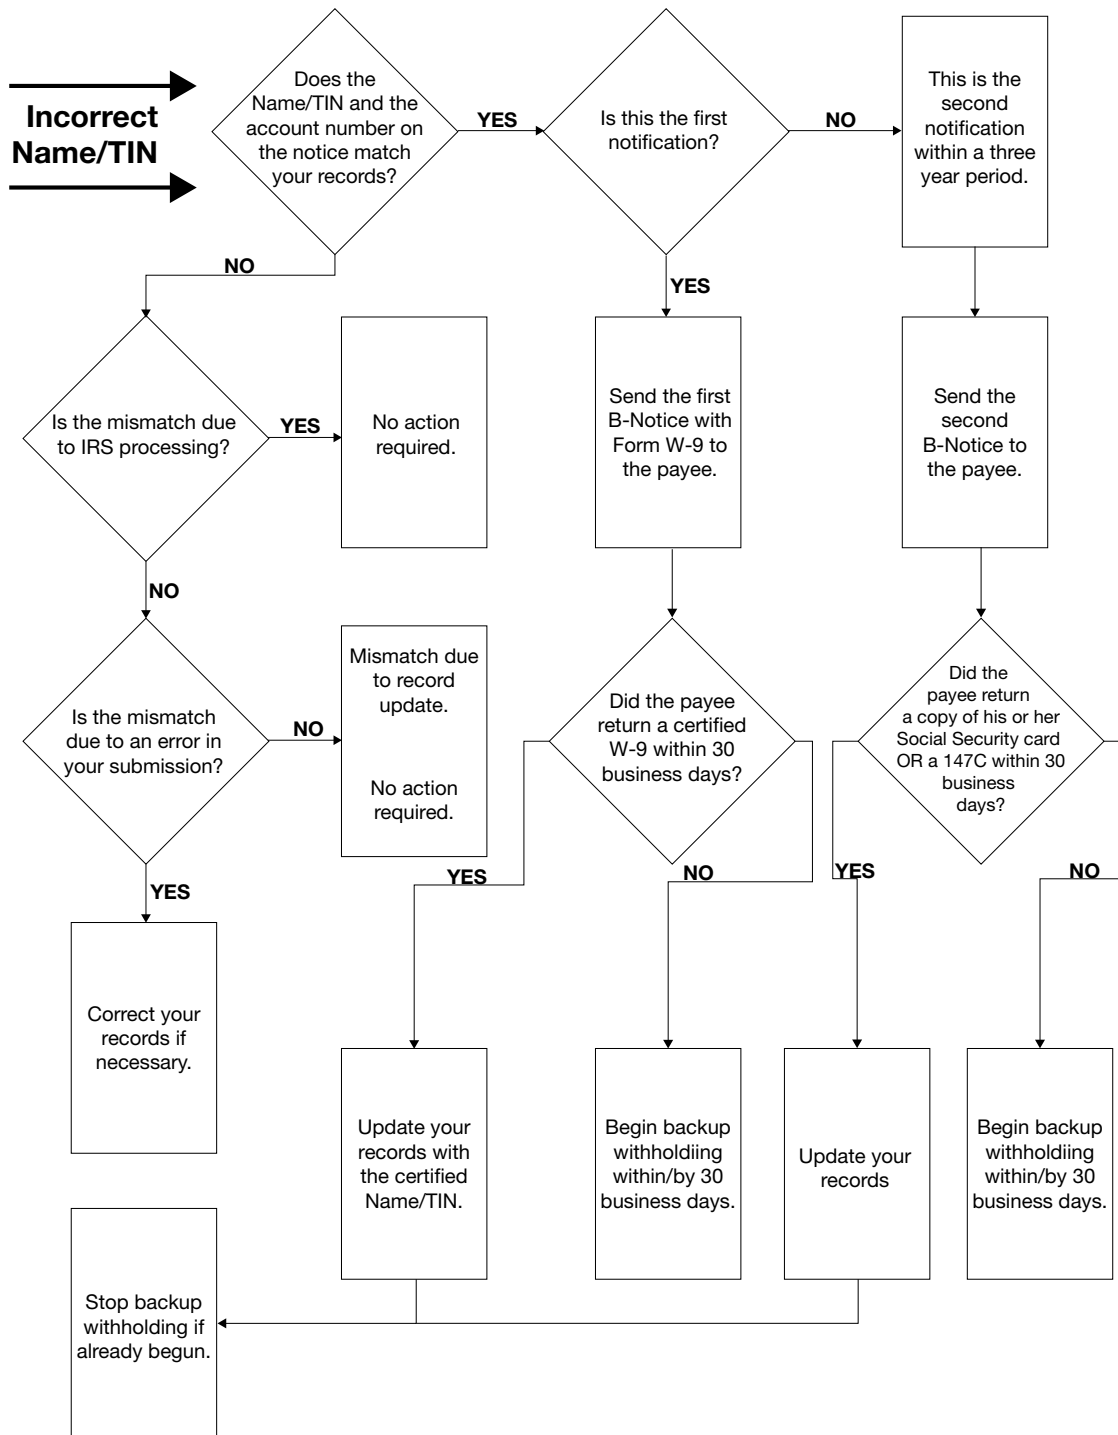 Incorrect
Name/TIN
Does the
Name/TIN and the
account number on
the notice match
your records?
YES
Is this the first
notification?
NO
This is the
second
notification
within a three
year period.
NO
YES
Is the mismatch due
to IRS processing?
YES
No action
required.
Send the first
B-Notice with
Form W-9 to
the payee.
Send the
second
B-Notice to
the payee.
NO
Is the mismatch
due to an error in
your submission?
NO
Mismatch due
to record
update.
No action
required.
Did the payee
return a certified
W-9 within 30
business days?
Did the
payee return
a copy of his or her
Social Security card
OR a 147C within 30
business
days?
YES
YES
NO
YES
NO
Correct your
records if
necessary.
Update your
records with
the certified
Name/TIN.
Begin backup
withholdiing
within/by 30
business days.
Update your
records
Begin backup
withholdiing
within/by 30
business days.
Stop backup
withholding if
already begun.